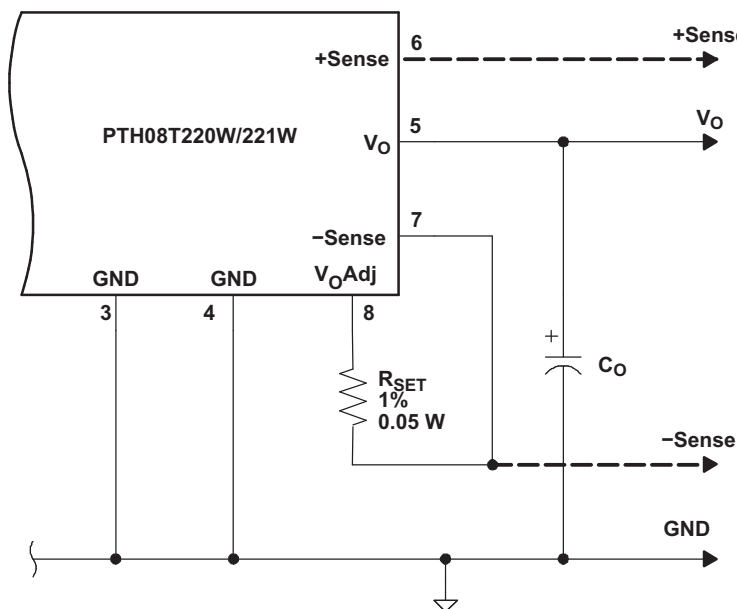 6
+Sense
+Sense
PTH08T220W/221W
5
VO
VO
7
−Sense
GND
GND
VOAdj
3
4
8
RSET
1%
0.05 W
+
CO
−Sense
GND